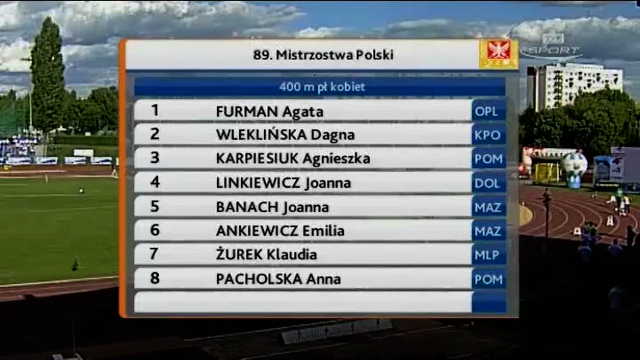 89. Mistrzostwa Polski
SPORT
400 m pł kobiet
1 FURMAN Agata OPL
2 WLEKLIŃSKA Dagna KPO
3 KARPIESIUK Agnieszka POM
4 LINKIEWICZ Joanna DOL
5 BANACH Joanna MAZ
6 ANKIEWICZ Emilia MAZ
7 ŻUREK Klaudia MLP
8 PACHOLSKA Anna POM